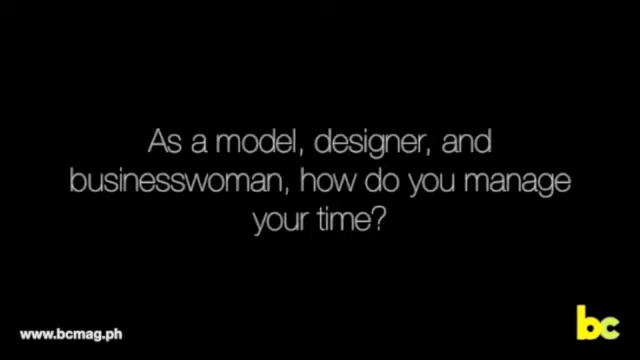 As a model, designer, and
businesswoman, how do you manage
your time?
www.bcmag.ph
bc